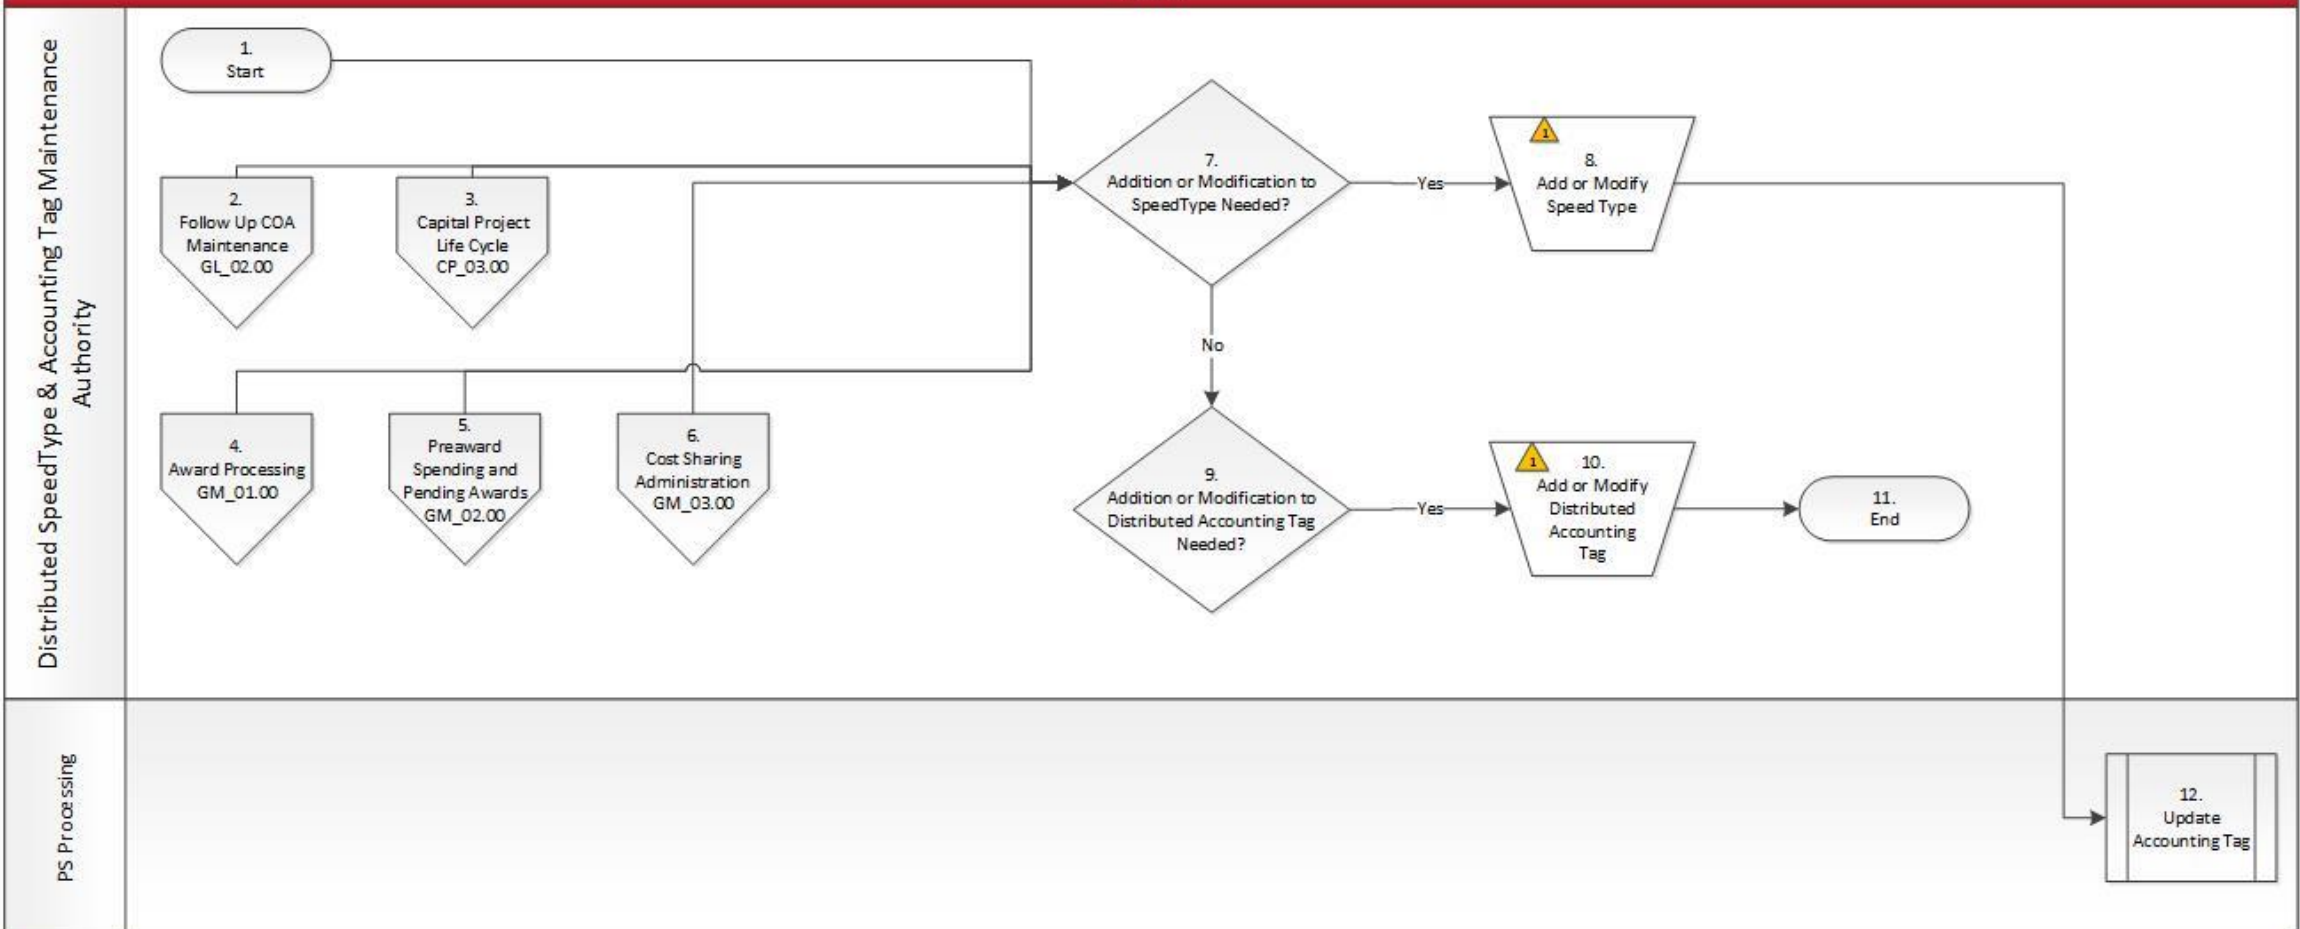 Distributed SpeedType & Accounting Tag Maintenance
Authority
1.
Start
2.
Follow Up COA
Maintenance
GL_02.00
3.
Capital Project
Life Cycle
CP_03.00
4.
Award Processing
GM_01.00
5.
Preaward
Spending and
Pending Awards
GM_02.00
6.
Cost Sharing
Administration
GM_03.00
7.
Addition or Modification to
SpeedType Needed?
Yes
1
8.
Add or Modify
Speed Type
No
9.
Addition or Modification to
Distributed Accounting Tag
Needed?
Yes
1
10.
Add or Modify
Distributed
Accounting
Tag
11.
End
PS Processing
12.
Update
Accounting Tag